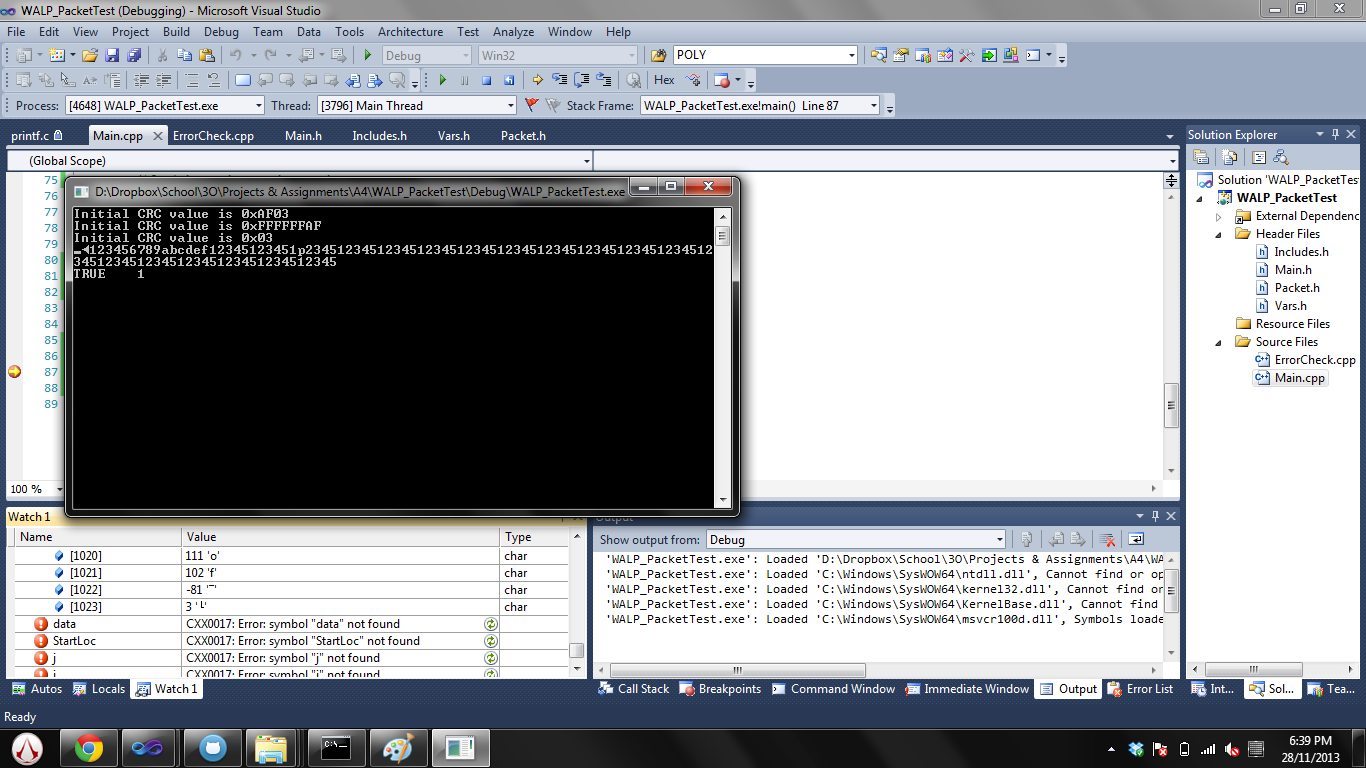 WALP_PacketTest (Debugging) - Microsoft Visual Studio
File Edit View Project Build Debug Team Data Tools Architecture Test Analyze Window Help
Debug Win32 POLY
Hex
Process: [4648] WALP_PacketTest.exe Thread: [3796] Main Thread Stack Frame: WALP_PacketTest.exe!main() Line 87
printf.c Main.cpp ErrorCheck.cpp Main.h Includes.h Vars.h Packet.h
(Global Scope)
75
76
77
78
79
80
81
82
83
84
85
86
87
88
89
100 %
D:\Dropbox\School\3O\Projects & Assignments\A4\WALP_PacketTest\Debug\WALP_PacketTest.exe
Initial CRC value is 0xAF03
Initial CRC value is 0xFFFFFFAF
Initial CRC value is 0x03
TRUE 1
Solution Explorer
Solution 'WALP_PacketTes
WALP_PacketTest
External Dependenc
Header Files
Includes.h
Main.h
Packet.h
Vars.h
Resource Files
Source Files
ErrorCheck.cpp
Main.cpp
Watch 1
Name Value Type
[1020] 111 'o' char
[1021] 102 'f' char
[1022] -81 '¯' char
[1023] 3 '└' char
data CXX0017: Error: symbol "data" not found
StartLoc CXX0017: Error: symbol "StartLoc" not found
j CXX0017: Error: symbol "j" not found
Autos Locals Watch 1
Output
Show output from: Debug
'WALP_PacketTest.exe': Loaded 'D:\Dropbox\School\3O\Projects & Assignments\A4\WA
'WALP_PacketTest.exe': Loaded 'C:\Windows\SysWOW64\ntdll.dll', Cannot find or op
'WALP_PacketTest.exe': Loaded 'C:\Windows\SysWOW64\kernel32.dll', Cannot find or
'WALP_PacketTest.exe': Loaded 'C:\Windows\SysWOW64\KernelBase.dll', Cannot find
'WALP_PacketTest.exe': Loaded 'C:\Windows\SysWOW64\msvcr100d.dll', Symbols loade
Call Stack Breakpoints Command Window Immediate Window Output Error List
Int... Sol... Tea...
Ready
6:39 PM
28/11/2013